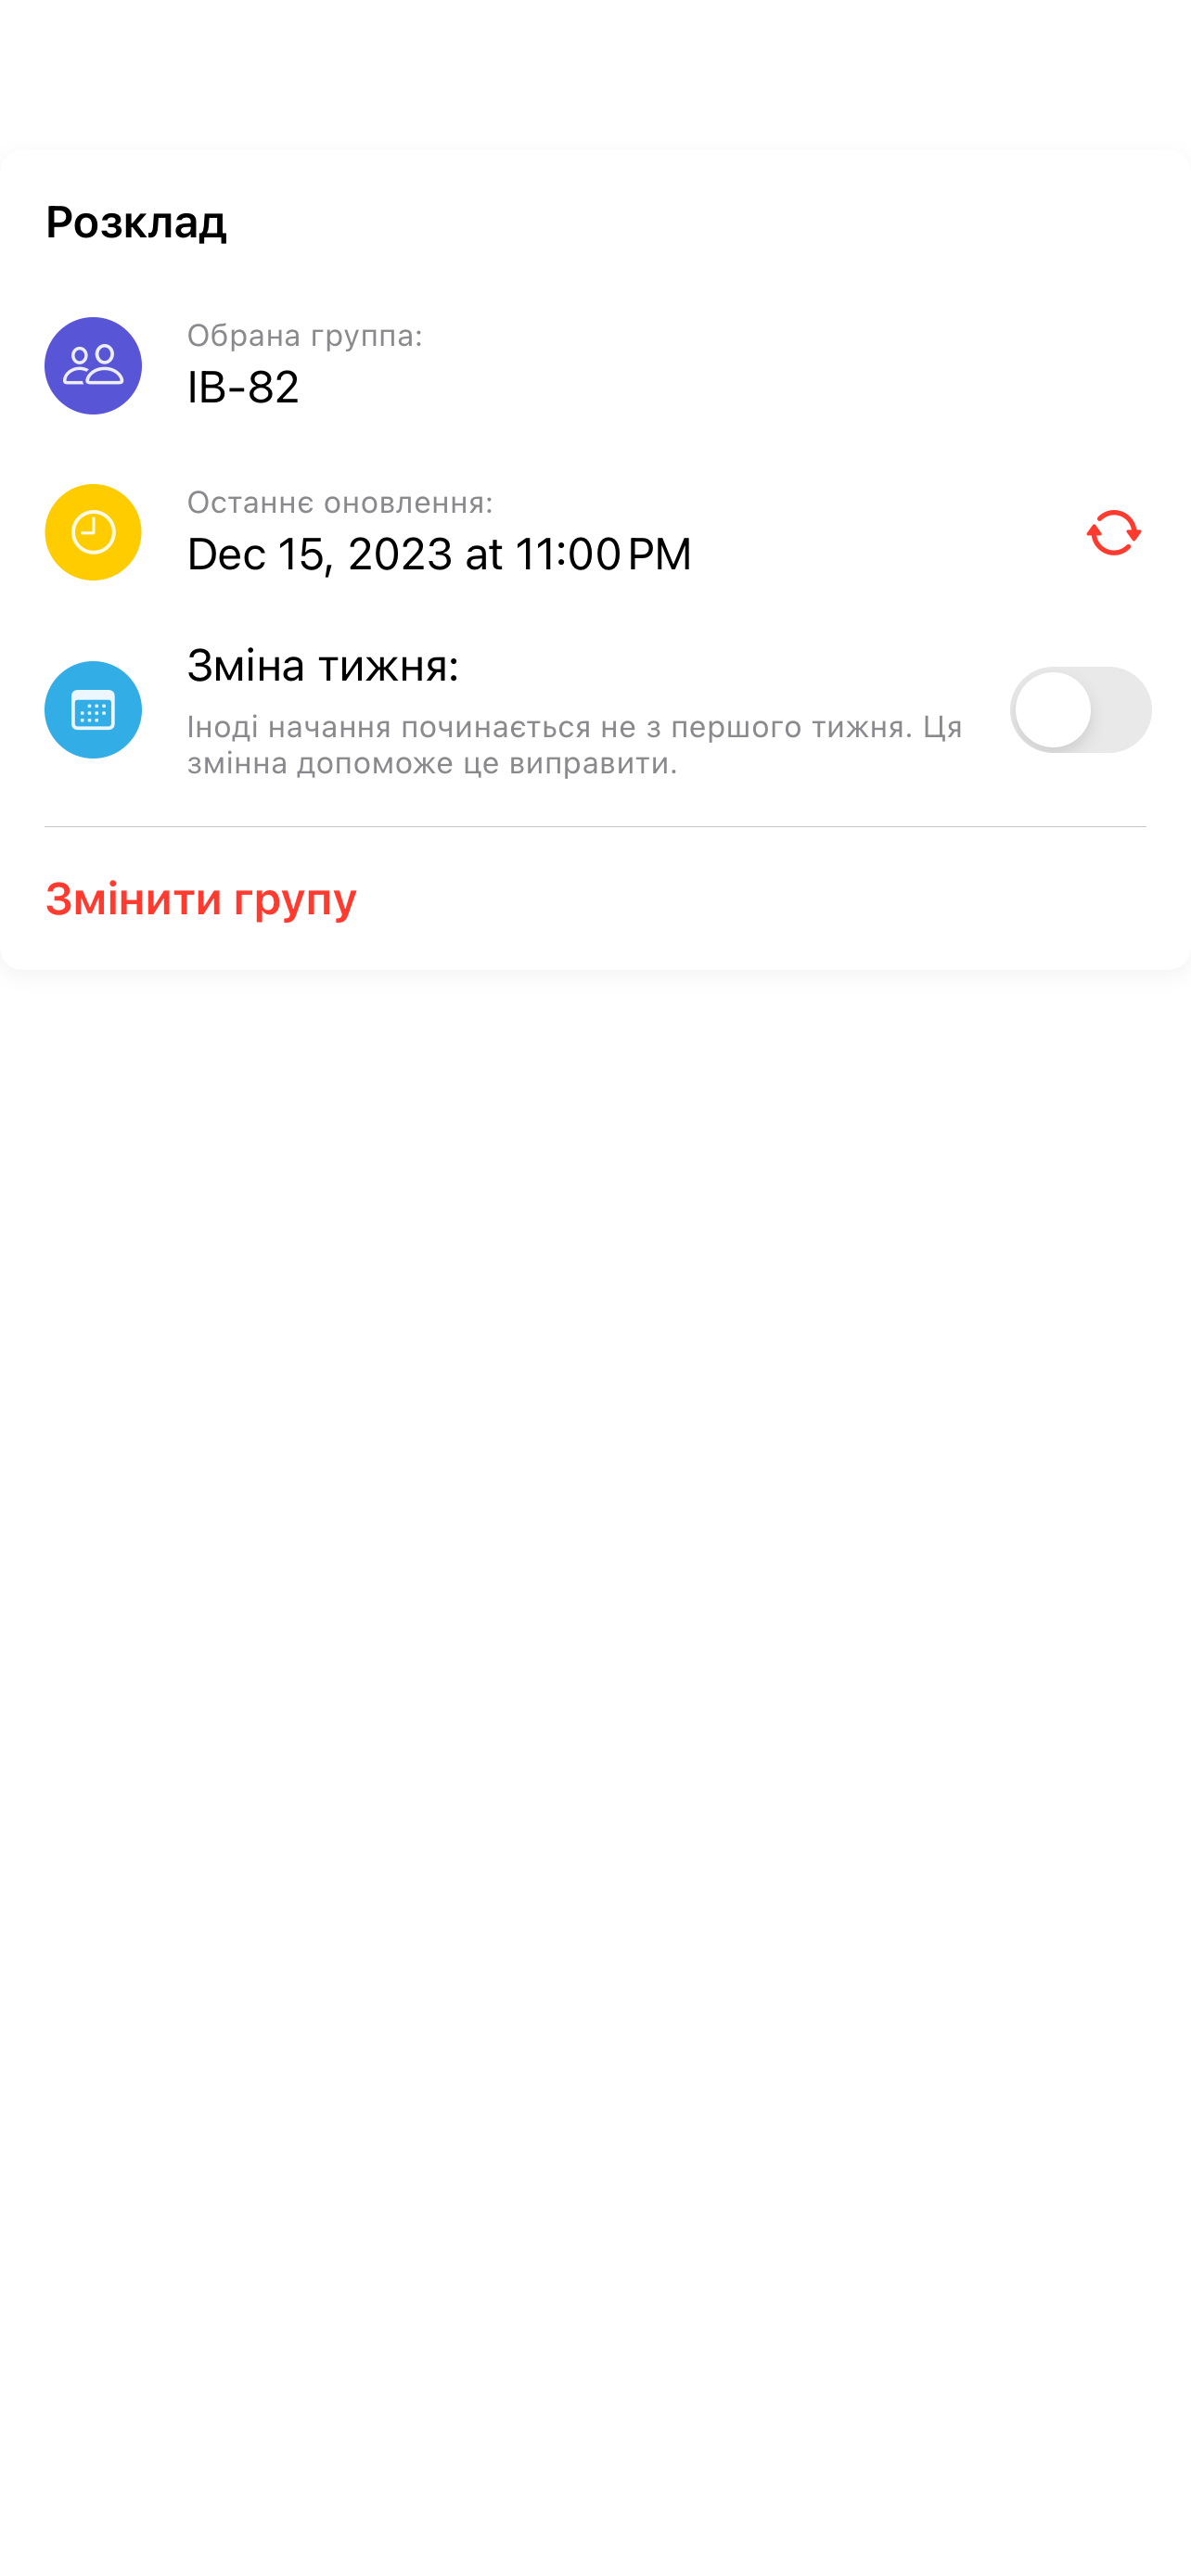 Розклад
Обрана группа:
ІВ-82
Останнє оновлення:
Dec 15, 2023 at 11:00 PM
Зміна тижня:
Іноді начання починається не з першого тижня. Ця
змінна допоможе це виправити.
Змінити групу